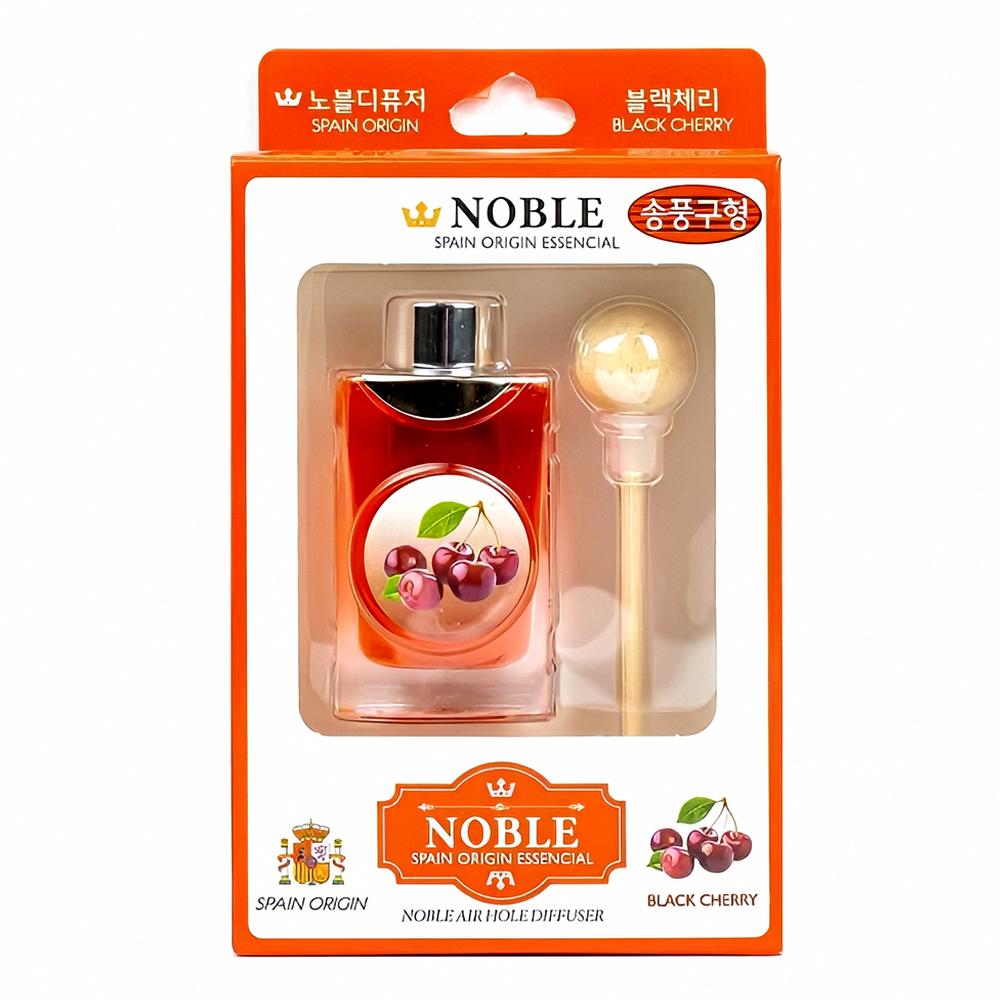 노블디퓨저
SPAIN ORIGIN
블랙체리
BLACK CHERRY
NOBLE
SPAIN ORIGIN ESSENCIAL
송풍구형
NOBLE
SPAIN ORIGIN ESSENCIAL
SPAIN ORIGIN
NOBLE AIR HOLE DIFFUSER
BLACK CHERRY